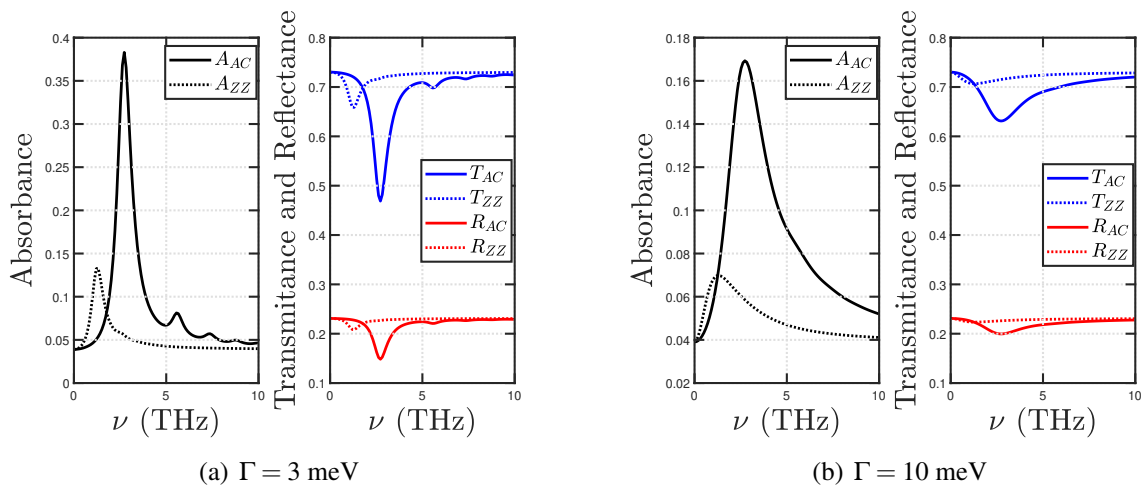 Absorbance
0.4
0.35
0.3
0.25
0.2
0.15
0.1
0.05
0
0
5
10
ν (THz)
A_AC
A_ZZ
Transmitance and Reflectance
0.8
0.7
0.6
0.5
0.4
0.3
0.2
0.1
0
5
10
ν (THz)
T_AC
T_ZZ
R_AC
R_ZZ
(a) Γ = 3 meV
Absorbance
0.18
0.16
0.14
0.12
0.1
0.08
0.06
0.04
0.02
0
5
10
ν (THz)
A_AC
A_ZZ
Transmitance and Reflectance
0.8
0.7
0.6
0.5
0.4
0.3
0.2
0.1
0
5
10
ν (THz)
T_AC
T_ZZ
R_AC
R_ZZ
(b) Γ = 10 meV